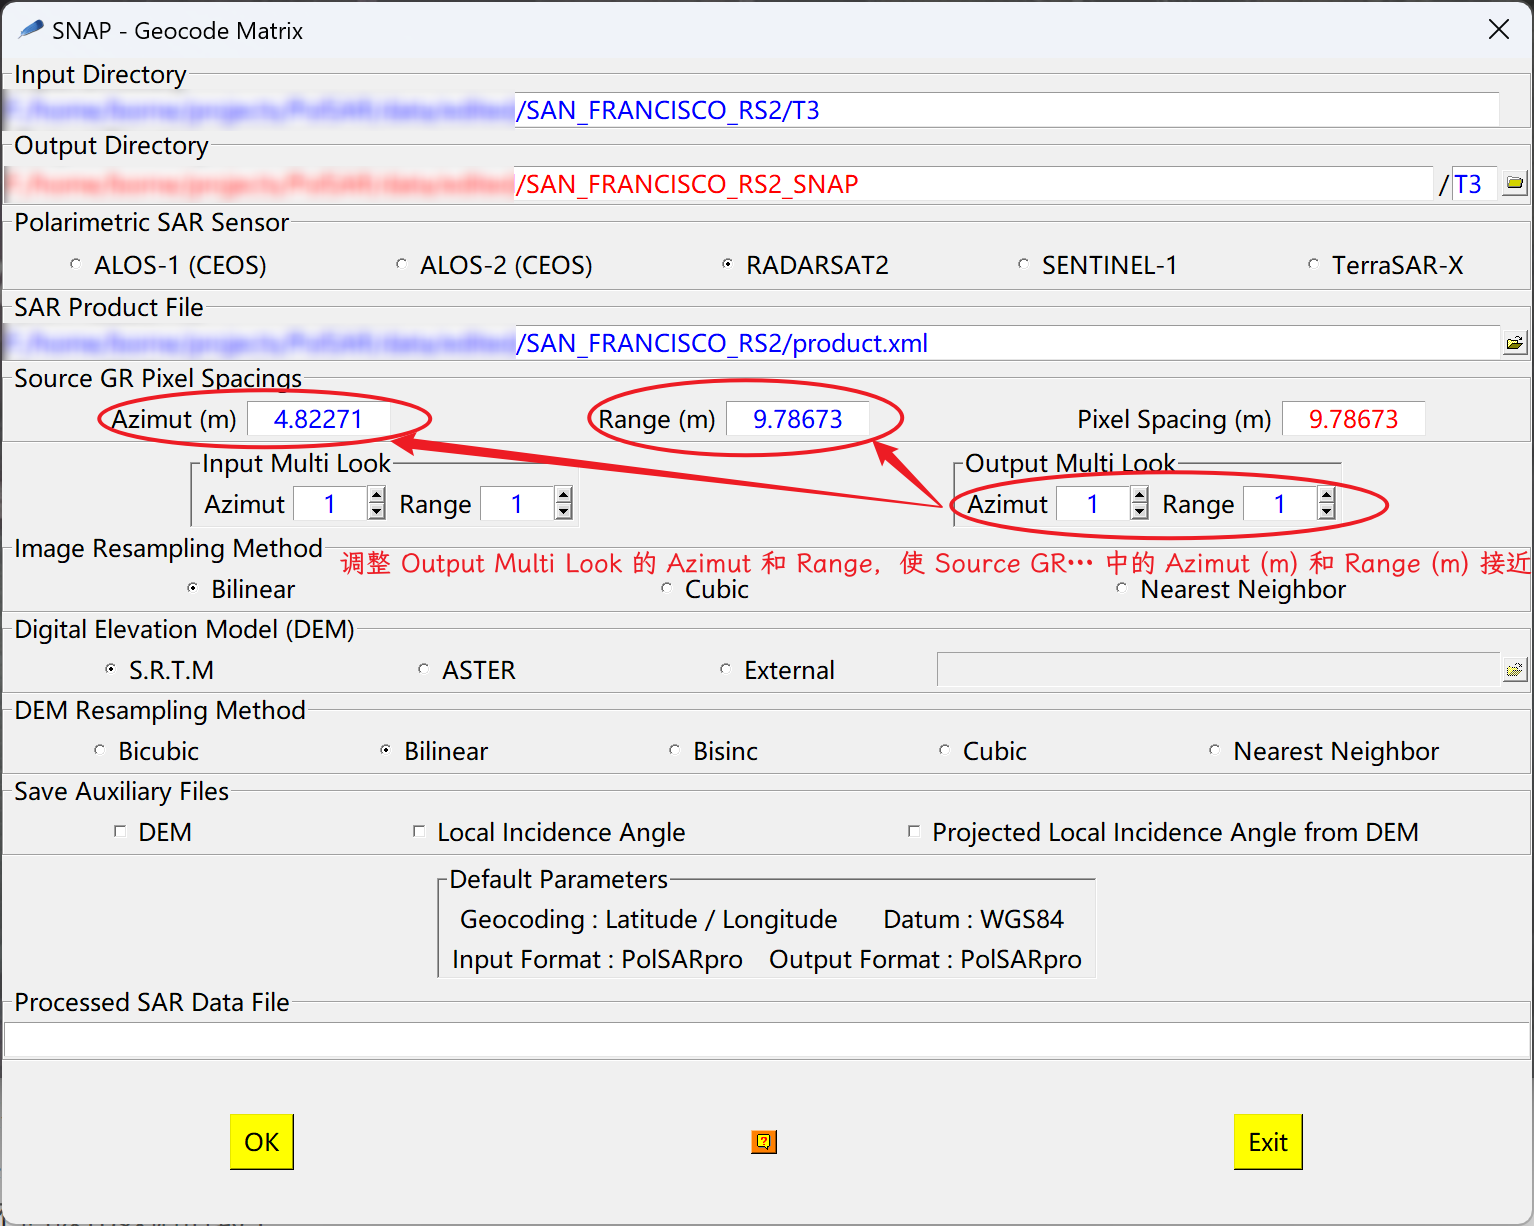 SNAP - Geocode Matrix
Input Directory
/SAN_FRANCISCO_RS2/T3
Output Directory
/SAN_FRANCISCO_RS2_SNAP / T3
Polarimetric SAR Sensor
ALOS-1 (CEOS) ALOS-2 (CEOS) RADARSAT2 SENTINEL-1 TerraSAR-X
SAR Product File
/SAN_FRANCISCO_RS2/product.xml
Source GR Pixel Spacings
Azimut (m) 4.82271 Range (m) 9.78673 Pixel Spacing (m) 9.78673
Input Multi Look Output Multi Look
Azimut 1 Range 1 Azimut 1 Range 1
Image Resampling Method
调整 Output Multi Look 的 Azimut 和 Range, 使 Source GR… 中的 Azimut (m) 和 Range (m) 接近
Bilinear Cubic Nearest Neighbor
Digital Elevation Model (DEM)
S.R.T.M ASTER External
DEM Resampling Method
Bicubic Bilinear Bisinc Cubic Nearest Neighbor
Save Auxiliary Files
DEM Local Incidence Angle Projected Local Incidence Angle from DEM
Default Parameters
Geocoding : Latitude / Longitude Datum : WGS84
Input Format : PolSARpro Output Format : PolSARpro
Processed SAR Data File
OK ? Exit